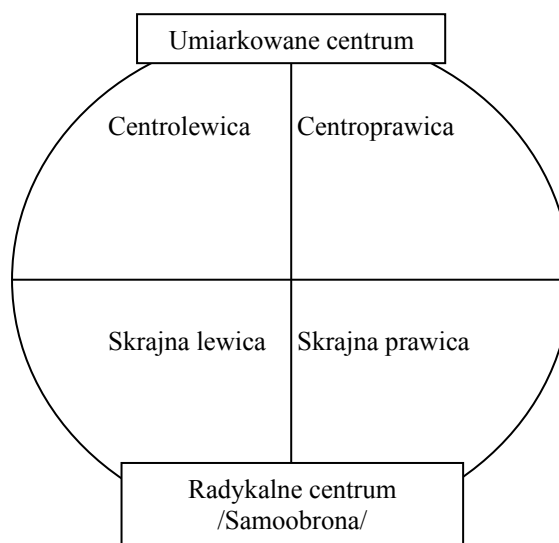 Umiarkowane centrum
Centrolewica
Centroprawica
Skrajna lewica
Skrajna prawica
Radykalne centrum
/Samoobrona/